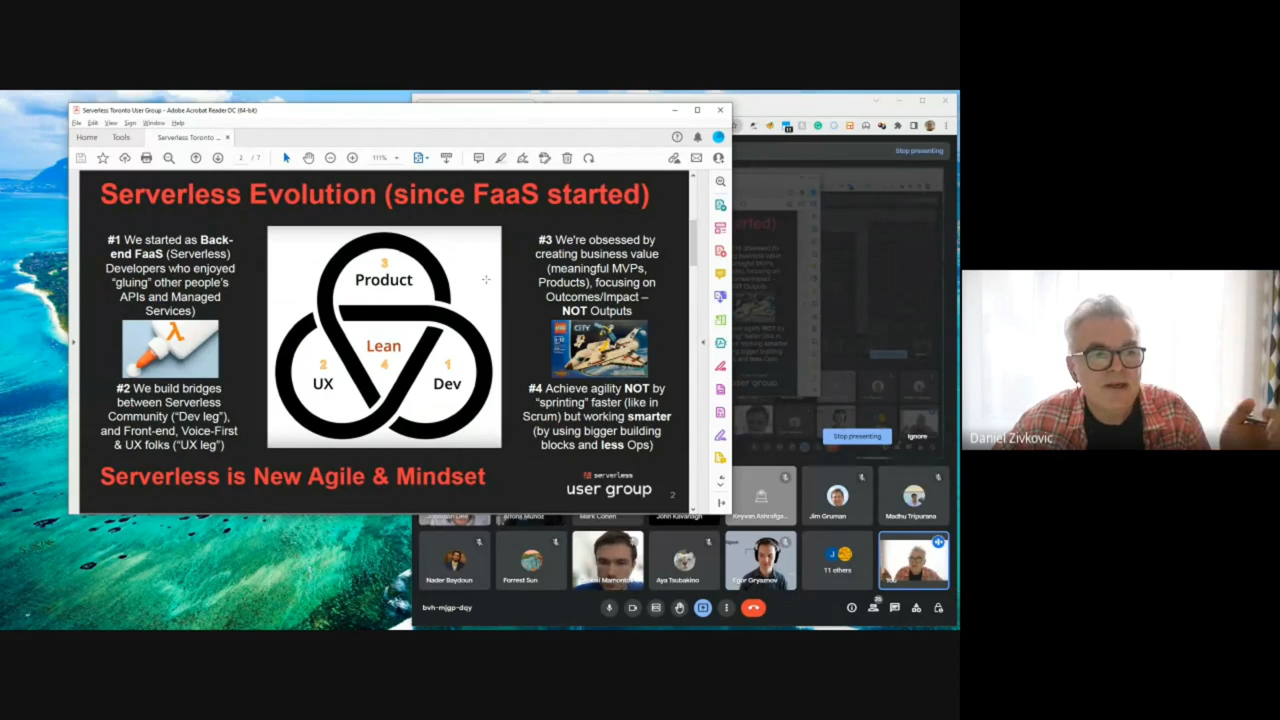 Serverless Toronto User Group - Adobe Acrobat Reader DC (64-bit)
File Edit View Sign Window Help
Home Tools Serverless Toronto ... ×
2 / 7 111%
Serverless Evolution (since FaaS started)
#1 We started as Back-
end FaaS (Serverless)
Developers who enjoyed
“gluing” other people’s
APIs and Managed
Services)
λ
#2 We build bridges
between Serverless
Community (“Dev leg”),
and Front-end, Voice-First
& UX folks (“UX leg”)
3
Product
Lean
2 4 1
UX Dev
#3 We're obsessed by
creating business value
(meaningful MVPs,
Products), focusing on
Outcomes/Impact –
NOT Outputs
CITY
#4 Achieve agility NOT by
“sprinting” faster (like in
Scrum) but working smarter
(by using bigger building
blocks and less Ops)
Serverless is New Agile & Mindset
serverless
user group
2
Stop presenting
Stop presenting Ignore
Mark Cohen John Kavanagh Keyvan Ashrafga... Jim Gruman Madhu Tripurana
Nader Baydoun Forrest Sun Aya Tsubakino Egor Gryaznov J 11 others You
bvh-mjgp-dqy
25
Daniel Zivkovic